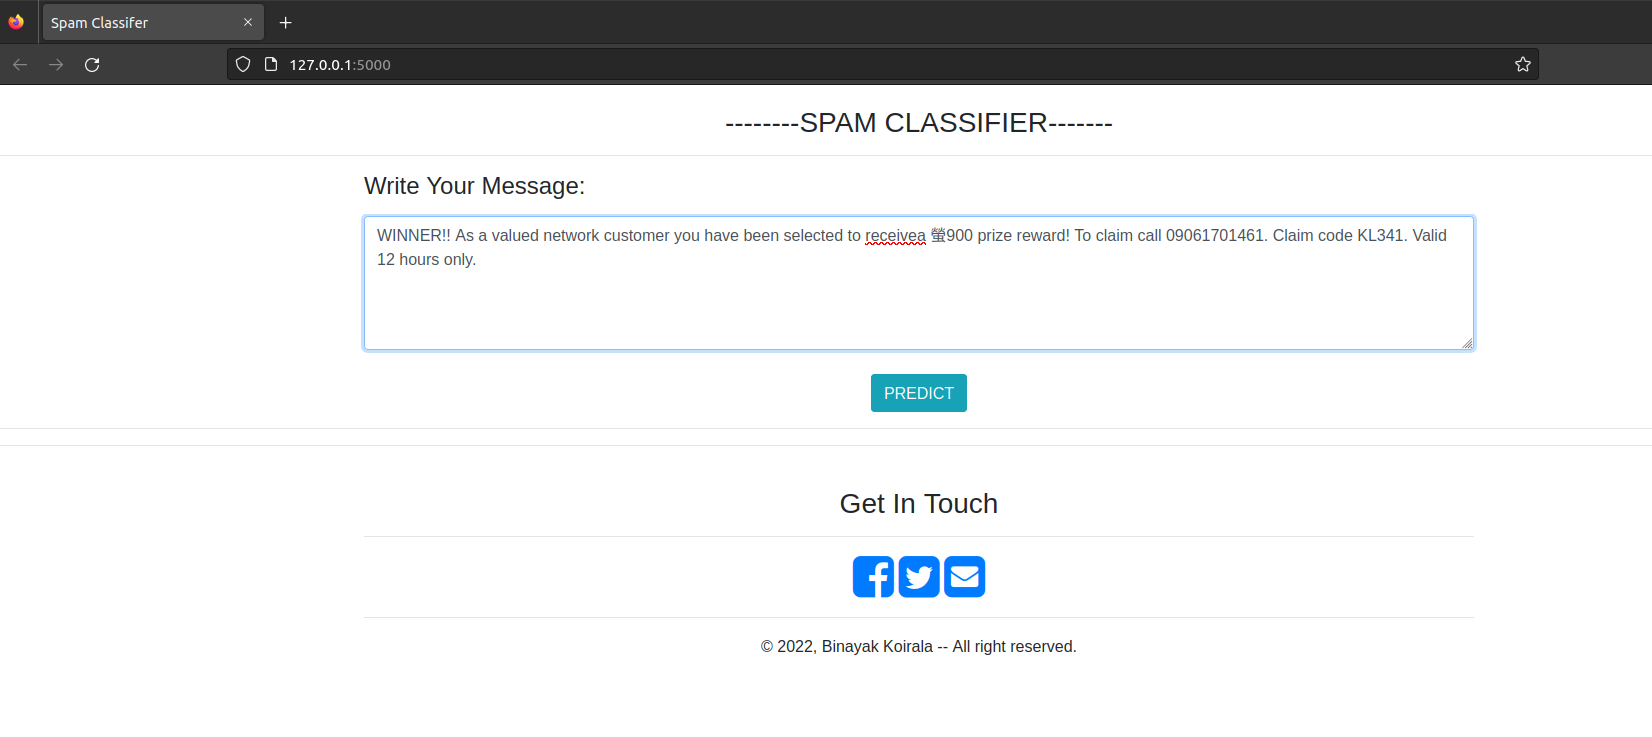 Spam Classifer
127.0.0.1:5000
--------SPAM CLASSIFIER-------
Write Your Message:
WINNER!! As a valued network customer you have been selected to receivea 螢900 prize reward! To claim call 09061701461. Claim code KL341. Valid
12 hours only.
PREDICT
Get In Touch
© 2022, Binayak Koirala -- All right reserved.